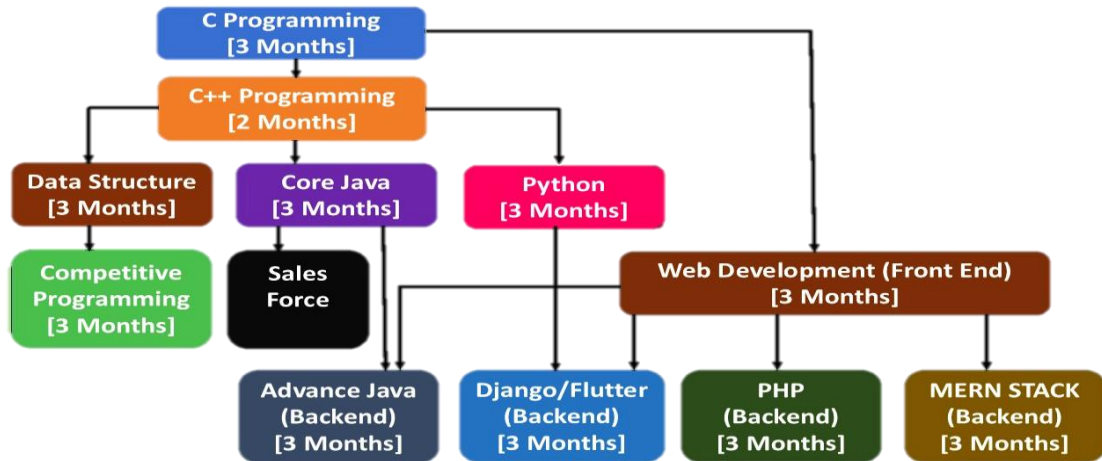 C Programming
[3 Months]
C++ Programming
[2 Months]
Data Structure
[3 Months]
Core Java
[3 Months]
Python
[3 Months]
Competitive
Programming
[3 Months]
Sales
Force
Web Development (Front End)
[3 Months]
Advance Java
(Backend)
[3 Months]
Django/Flutter
(Backend)
[3 Months]
PHP
(Backend)
[3 Months]
MERN STACK
(Backend)
[3 Months]